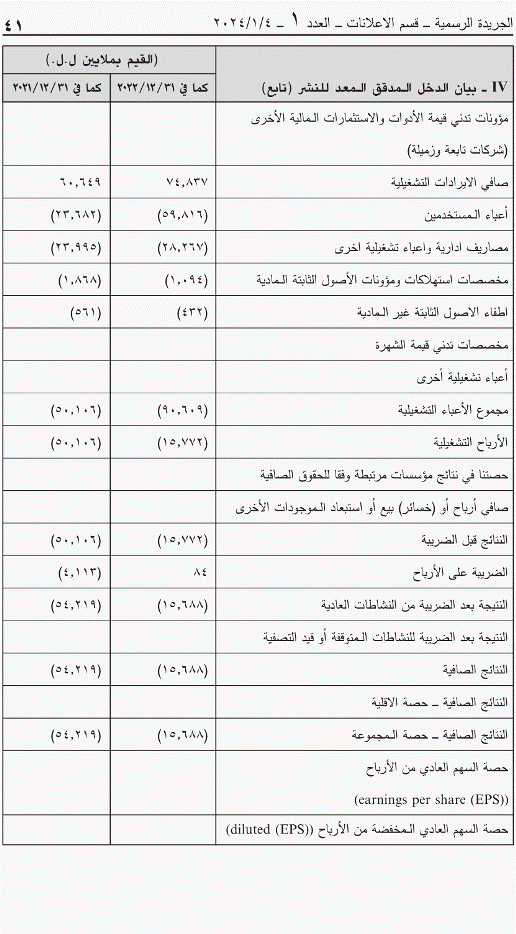 الجريدة الرسمية ــ قسم الاعلانات ــ العدد ١ ــ ٢٠٢٤/١/٤ ٤١
IV ــ بيان الدخل المدقق المعد للنشر (تابع) (القيم بملايين ل.ل.)
كما في ٢٠٢٢/١٢/٣١ كما في ٢٠٢١/١٢/٣١
مؤونات تدني قيمة الأدوات والاستثمارات المالية الأخرى
(شركات تابعة وزميلة)
صافي الايرادات التشغيلية ٧٤,٨٣٧ ٦٠,٦٤٩
أعباء المستخدمين (٥٩,٨١٦) (٢٣,٦٨٢)
مصاريف ادارية واعباء تشغيلية اخرى (٢٨,٢٦٧) (٢٣,٩٩٥)
مخصصات استهلاكات ومؤونات الأصول الثابتة المادية (١,٠٩٤) (١,٨٦٨)
اطفاء الاصول الثابتة غير المادية (٤٣٢) (٥٦١)
مخصصات تدني قيمة الشهرة
أعباء تشغيلية أخرى
مجموع الأعباء التشغيلية (٩٠,٦٠٩) (٥٠,١٠٦)
الأرباح التشغيلية (١٥,٧٧٢) (٥٠,١٠٦)
حصتنا في نتائج مؤسسات مرتبطة وفقا للحقوق الصافية
صافي أرباح أو (خسائر) بيع أو استبعاد الموجودات الأخرى
النتائج قبل الضريبة (١٥,٧٧٢) (٥٠,١٠٦)
الضريبة على الأرباح ٨٤ (٤,١١٣)
النتيجة بعد الضريبة من النشاطات العادية (١٥,٦٨٨) (٥٤,٢١٩)
النتيجة بعد الضريبة للنشاطات المتوقفة أو قيد التصفية
النتائج الصافية (١٥,٦٨٨) (٥٤,٢١٩)
النتائج الصافية ــ حصة الاقلية
النتائج الصافية ــ حصة المجموعة (١٥,٦٨٨) (٥٤,٢١٩)
حصة السهم العادي من الأرباح
(earnings per share (EPS))
حصة السهم العادي المخفضة من الأرباح (diluted (EPS))